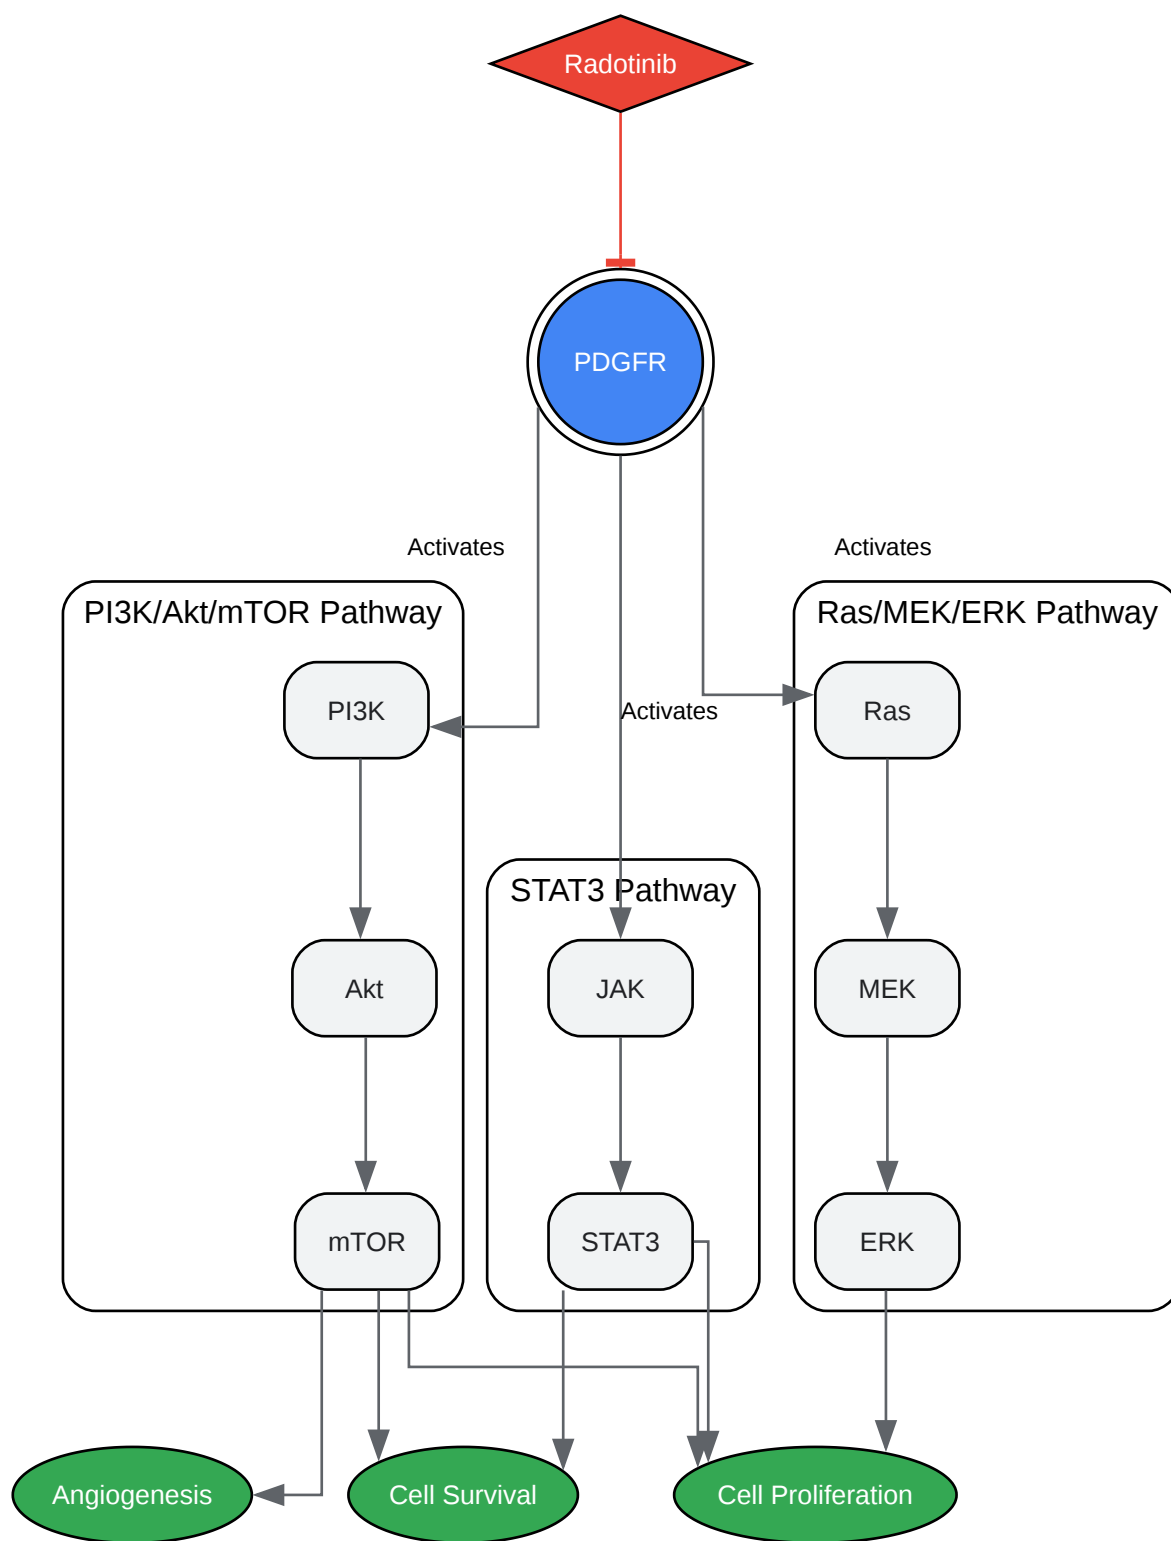 Radotinib
PDGFR
Activates
Activates
PI3K/Akt/mTOR Pathway
Ras/MEK/ERK Pathway
PI3K
Activates
Ras
STAT3 Pathway
Akt
JAK
MEK
mTOR
STAT3
ERK
Angiogenesis
Cell Survival
Cell Proliferation